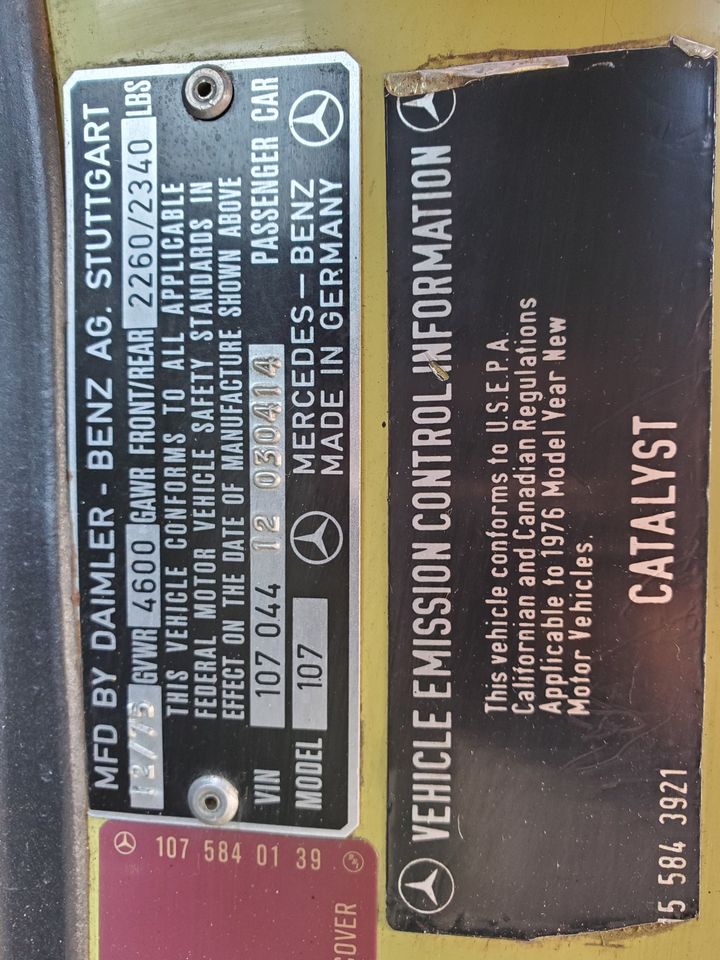 MFD BY DAIMLER-BENZ AG. STUTTGART
12/75 GVWR 4600 GAWR FRONT/REAR 2260/2340 LBS
THIS VEHICLE CONFORMS TO ALL APPLICABLE
FEDERAL MOTOR VEHICLE SAFETY STANDARDS IN
EFFECT ON THE DATE OF MANUFACTURE SHOWN ABOVE
VIN 107 044 12 030414 PASSENGER CAR
MODEL 107
MERCEDES-BENZ
MADE IN GERMANY
107 584 01 39
COVER
VEHICLE EMISSION CONTROL INFORMATION
This vehicle conforms to U.S.E.P.A.
Californian and Canadian Regulations
Applicable to 1976 Model Year New
Motor Vehicles.
CATALYST
15 584 3921